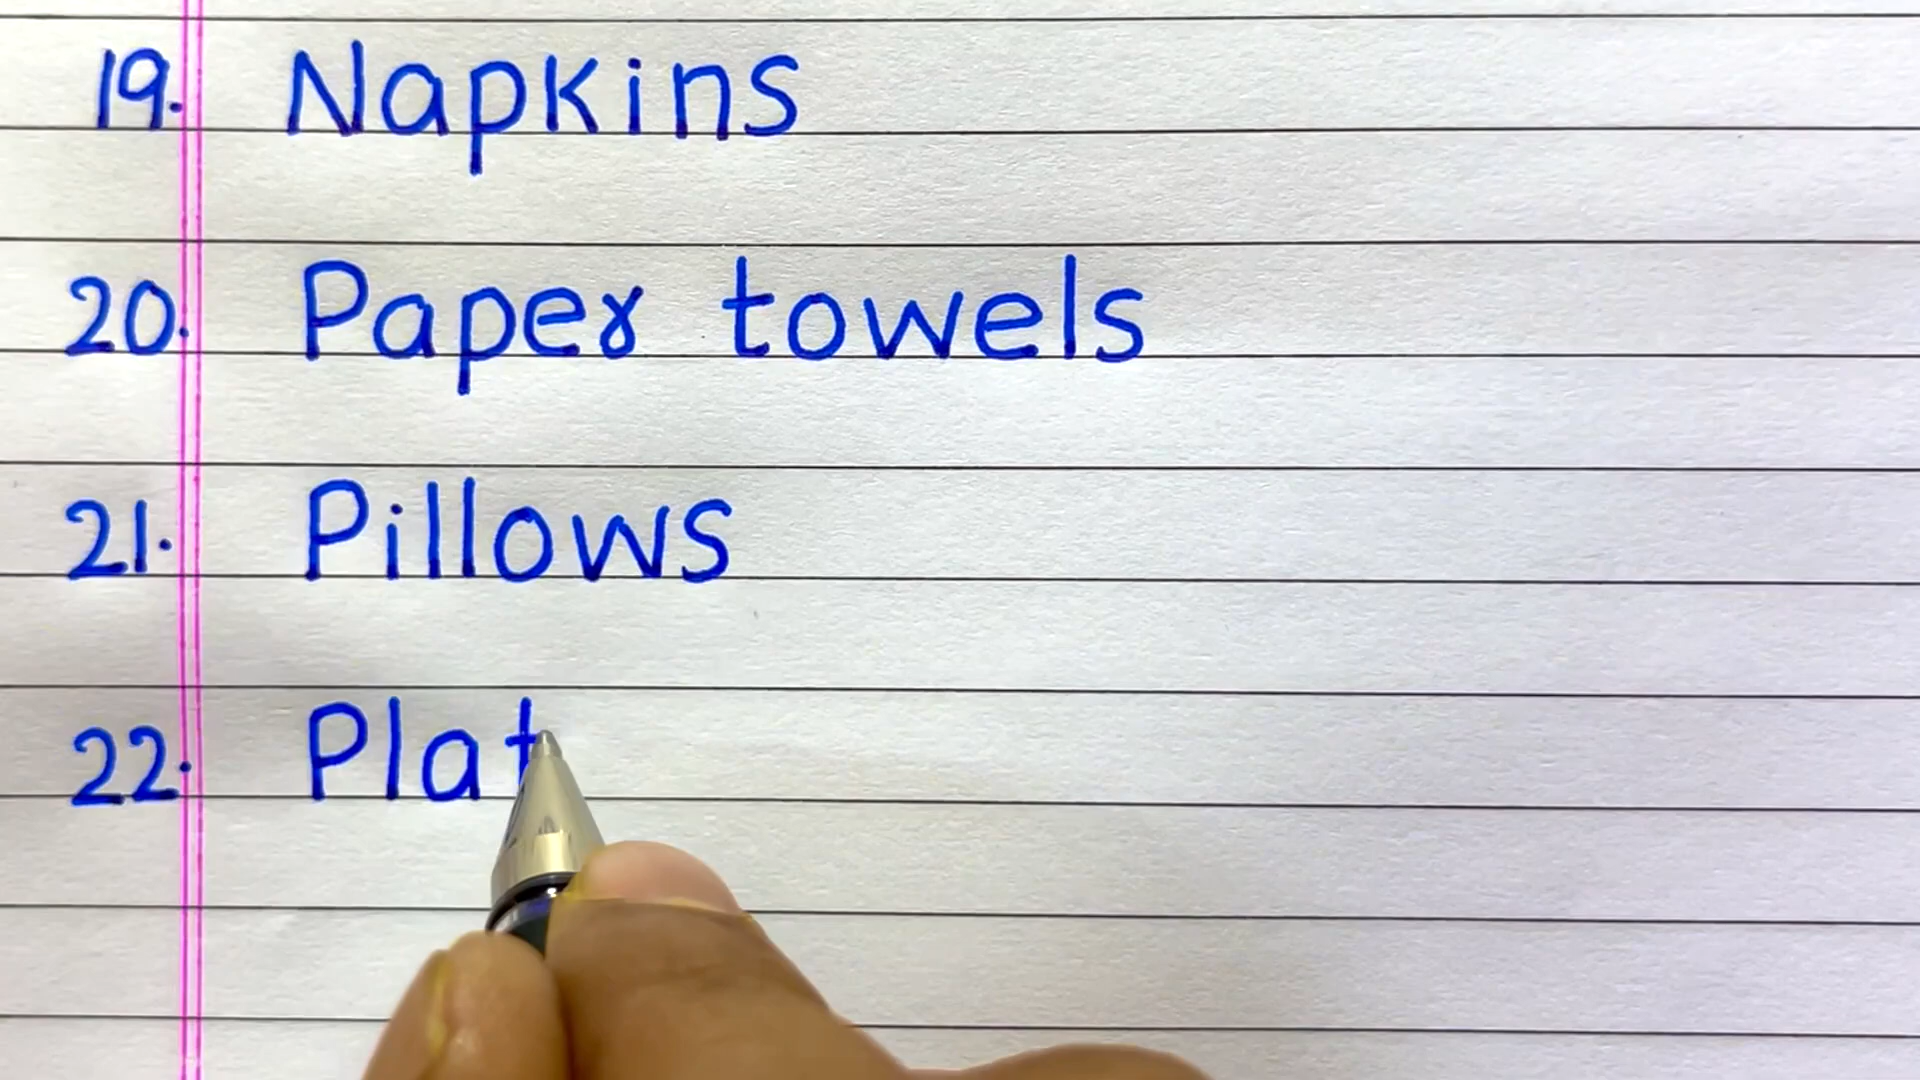 19. Napkins
20. Paper towels
21. Pillows
22. Plat